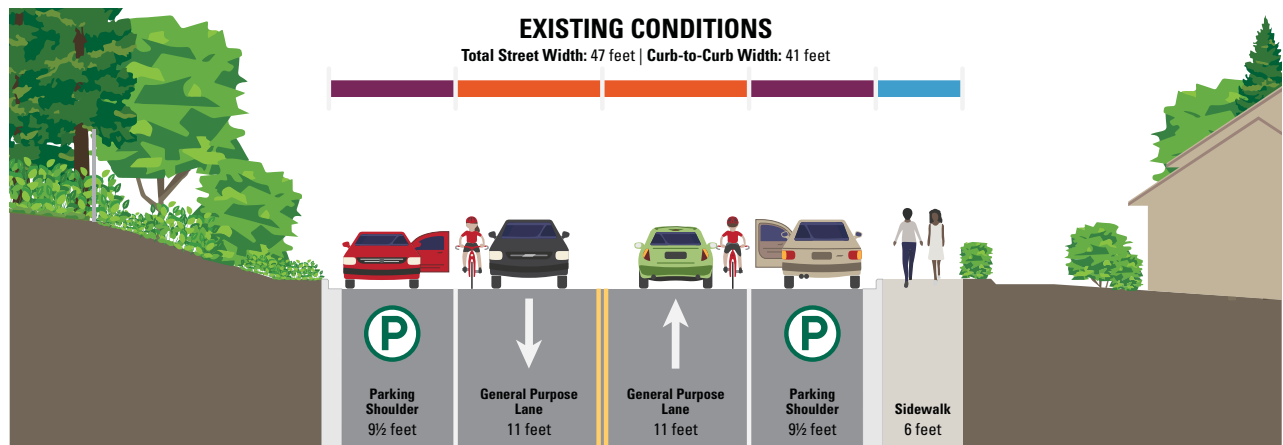 EXISTING CONDITIONS
Total Street Width: 47 feet | Curb-to-Curb Width: 41 feet
P
P
Parking
Shoulder
9½ feet
General Purpose
Lane
11 feet
General Purpose
Lane
11 feet
Parking
Shoulder
9½ feet
Sidewalk
6 feet